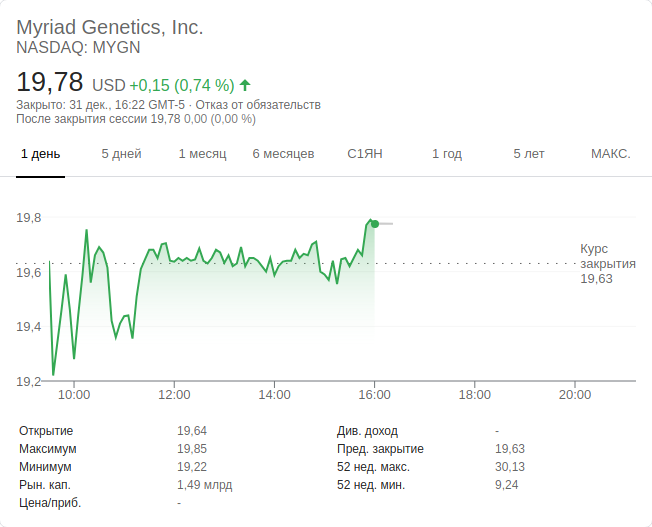 Myriad Genetics, Inc.
NASDAQ: MYGN
19,78 USD +0,15 (0,74 %)
Закрыто: 31 дек., 16:22 GMT-5 · Отказ от обязательств
После закрытия сессии 19,78 0,00 (0,00 %)
1 день 5 дней 1 месяц 6 месяцев С1ЯН 1 год 5 лет МАКС.
19,8
19,6
19,4
19,2
Курс
закрытия
19,63
10:00 12:00 14:00 16:00 18:00 20:00
Открытие 19,64 Див. доход -
Максимум 19,85 Пред. закрытие 19,63
Минимум 19,22 52 нед. макс. 30,13
Рын. кап. 1,49 млрд 52 нед. мин. 9,24
Цена/приб. -